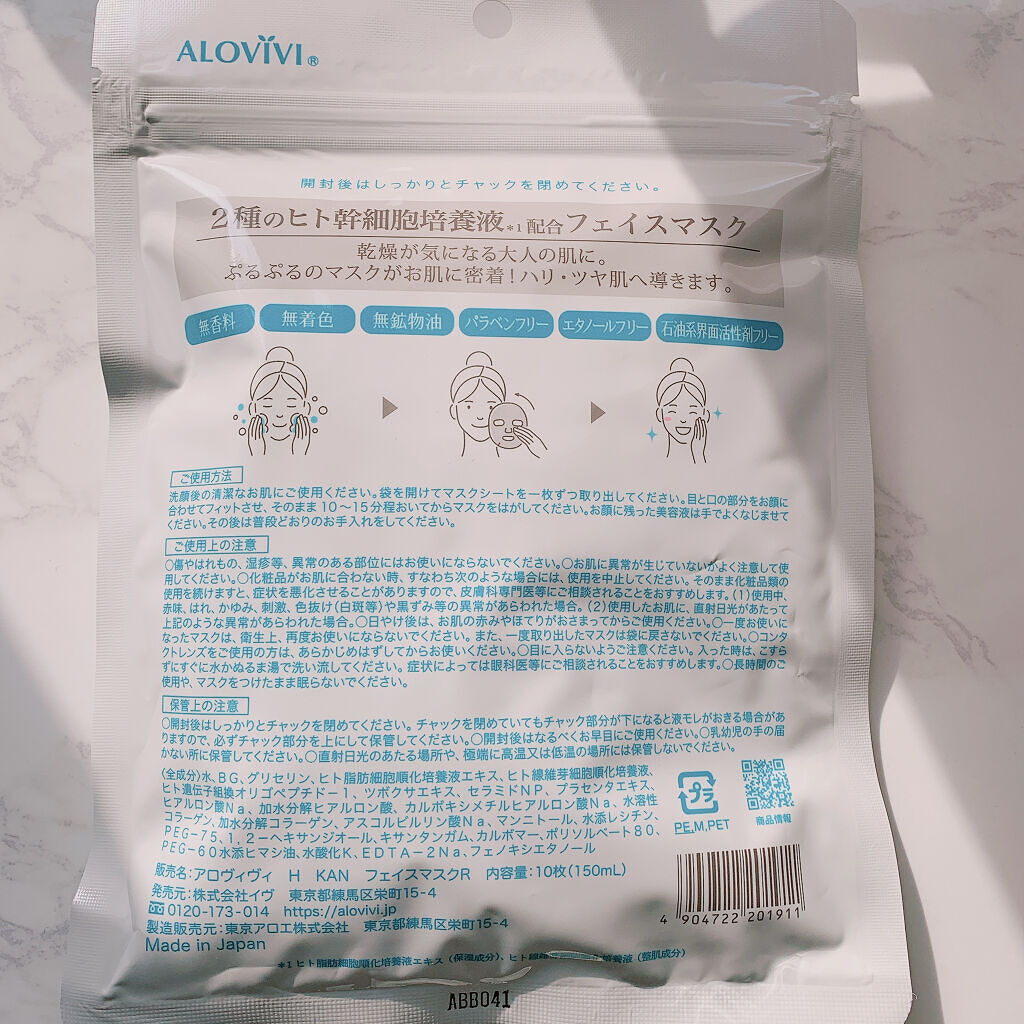 ALOVIVI®
開封後はしっかりとチャックを閉めてください。
2種のヒト幹細胞培養液*1配合フェイスマスク
乾燥が気になる大人の肌に。
ぷるぷるのマスクがお肌に密着!ハリ・ツヤ肌へ導きます。
無香料 無着色 無鉱物油 パラベンフリー エタノールフリー 石油系界面活性剤フリー
ご使用方法
洗顔後の清潔なお肌にご使用ください。袋を開けてマスクシートを一枚ずつ取り出してください。目と口の部分をお顔に
合わせてフィットさせ、そのまま10〜15分程おいてからマスクをはがしてください。お顔に残った美容液は手でよくなじませて
ください。その後は普段どおりのお手入れをしてください。
ご使用上の注意
○傷やはれもの、湿疹等、異常のある部位にはお使いにならないでください。○お肌に異常が生じていないかよく注意して使
用してください。○化粧品がお肌に合わない時、すなわち次のような場合には、使用を中止してください。そのまま化粧品類の
使用を続けますと、症状を悪化させることがありますので、皮膚科専門医等にご相談されることをおすすめします。(1)使用中、
赤味、はれ、かゆみ、刺激、色抜け(白斑等)や黒ずみ等の異常があらわれた場合。(2)使用したお肌に、直射日光があたって
上記のような異常があらわれた場合。○日やけ後は、お肌の赤みやほてりがおさまってからご使用ください。○一度お使い
になったマスクは、衛生上、再度お使いにならないでください。また、一度取り出したマスクは袋に戻さないでください。○コンタ
クトレンズをご使用の方は、あらかじめはずしてからお使いください。○目に入らないようご注意ください。入った時は、こすら
ずにすぐに水かぬるま湯で洗い流してください。症状によっては眼科医等にご相談されることをおすすめします。○長時間のご
使用や、マスクをつけたまま眠らないでください。
保管上の注意
○開封後はしっかりとチャックを閉めてください。チャックを閉めていてもチャック部分が下になると液モレがおきる場合があ
りますので、必ずチャック部分を上にして保管してください。○開封後はなるべくお早目にご使用ください。○乳幼児の手の届
かない所に保管してください。○直射日光のあたる場所や、極端に高温又は低温の場所には保管しないでください。
〈全成分〉水、BG、グリセリン、ヒト脂肪細胞順化培養液エキス、ヒト線維芽細胞順化培養液、
ヒト遺伝子組換オリゴペプチド-1、ツボクサエキス、セラミドNP、プラセンタエキス、
ヒアルロン酸Na、加水分解ヒアルロン酸、カルボキシメチルヒアルロン酸Na、水溶性
コラーゲン、加水分解コラーゲン、アスコルビルリン酸Na、マンニトール、水添レシチン、
PEG-75、1,2-ヘキサンジオール、キサンタンガム、カルボマー、ポリソルベート80、
PEG-60水添ヒマシ油、水酸化K、EDTA-2Na、フェノキシエタノール
プラ
PE.M,PET
商品情報
販売名:アロヴィヴィ H KAN フェイスマスクR 内容量:10枚(150mL)
発売元:株式会社イヴ 東京都練馬区栄町15-4
0120-173-014 https://alovivi.jp
製造販売元:東京アロエ株式会社 東京都練馬区栄町15-4
Made in Japan
4 904722 201911
*1 ヒト脂肪細胞順化培養液エキス(保湿成分)、ヒト線維 培養液(整肌成分)
ABB041